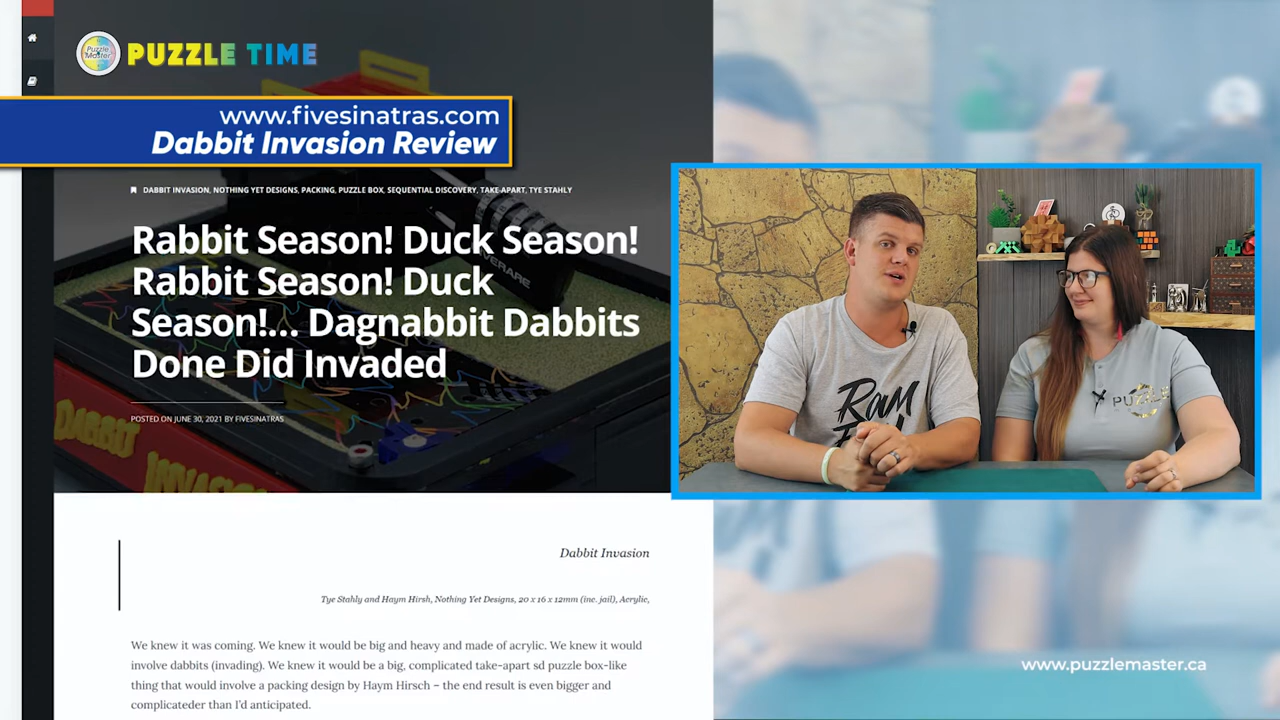 Puzzle Master
PUZZLE TIME
www.fivesinatras.com
Dabbit Invasion Review
DABBIT INVASION, NOTHING YET DESIGNS, PACKING, PUZZLE BOX, SEQUENTIAL DISCOVERY, TAKE-APART, TYE STAHLY
Rabbit Season! Duck Season!
Rabbit Season! Duck
Season!... Dagnabbit Dabbits
Done Did Invaded
POSTED ON JUNE 30, 2021 BY FIVESINATRAS
DABBIT
INVASION
Ram
PUZZLE
Dabbit Invasion
Tye Stahly and Haym Hirsh, Nothing Yet Designs, 20 x 16 x 12mm (inc. jail), Acrylic,
We knew it was coming. We knew it would be big and heavy and made of acrylic. We knew it would
involve dabbits (invading). We knew it would be a big, complicated take-apart sd puzzle box-like
thing that would involve a packing design by Haym Hirsch – the end result is even bigger and
complicateder than I'd anticipated.
www.puzzlemaster.ca